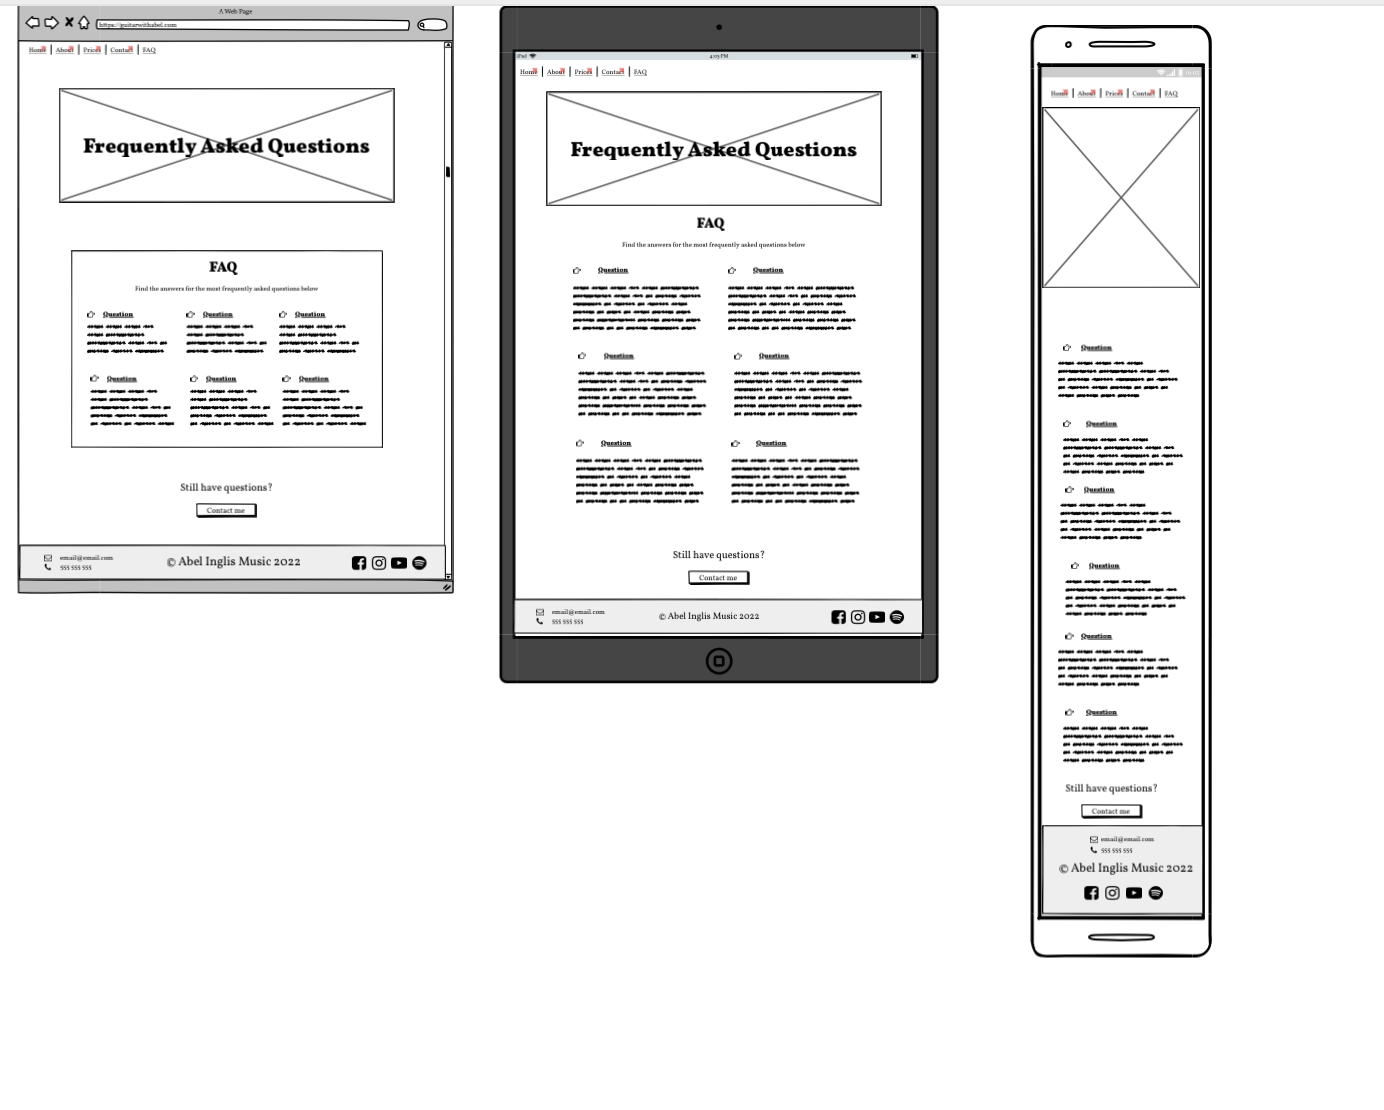 A Web Page
https://guitarwithabel.com
Home About Prices Contact FAQ
Frequently Asked Questions
FAQ
Find the answers for the most frequently asked questions below
Question Question Question
Question Question Question
Still have questions?
Contact me
email@email.com
555 555 555
© Abel Inglis Music 2022
iPad 4:03 PM
Home About Prices Contact FAQ
Frequently Asked Questions
FAQ
Find the answers for the most frequently asked questions below
Question Question
Question Question
Question Question
Still have questions?
Contact me
email@email.com
555 555 555
© Abel Inglis Music 2022
Home About Prices Contact FAQ
Question
Question
Question
Question
Question
Question
Still have questions?
Contact me
email@email.com
555 555 555
© Abel Inglis Music 2022